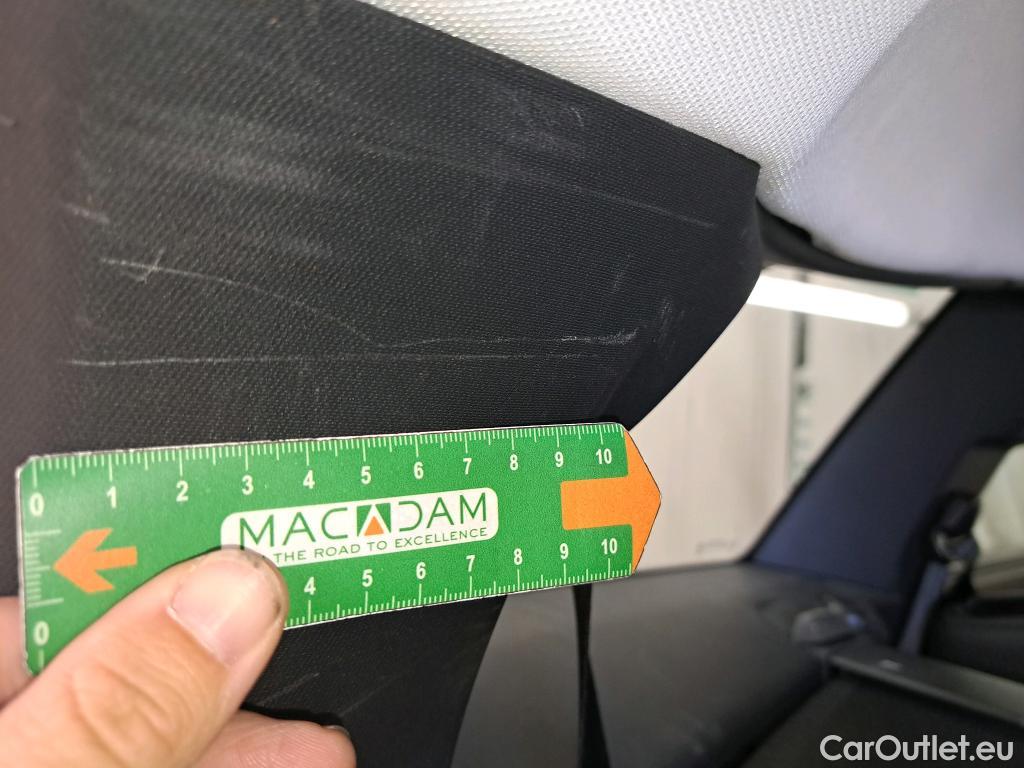 0 1 2 3 4 5 6 7 8 9 10
MACADAM
THE ROAD TO EXCELLENCE
0 4 5 6 7 8 9 10
CarOutlet.eu